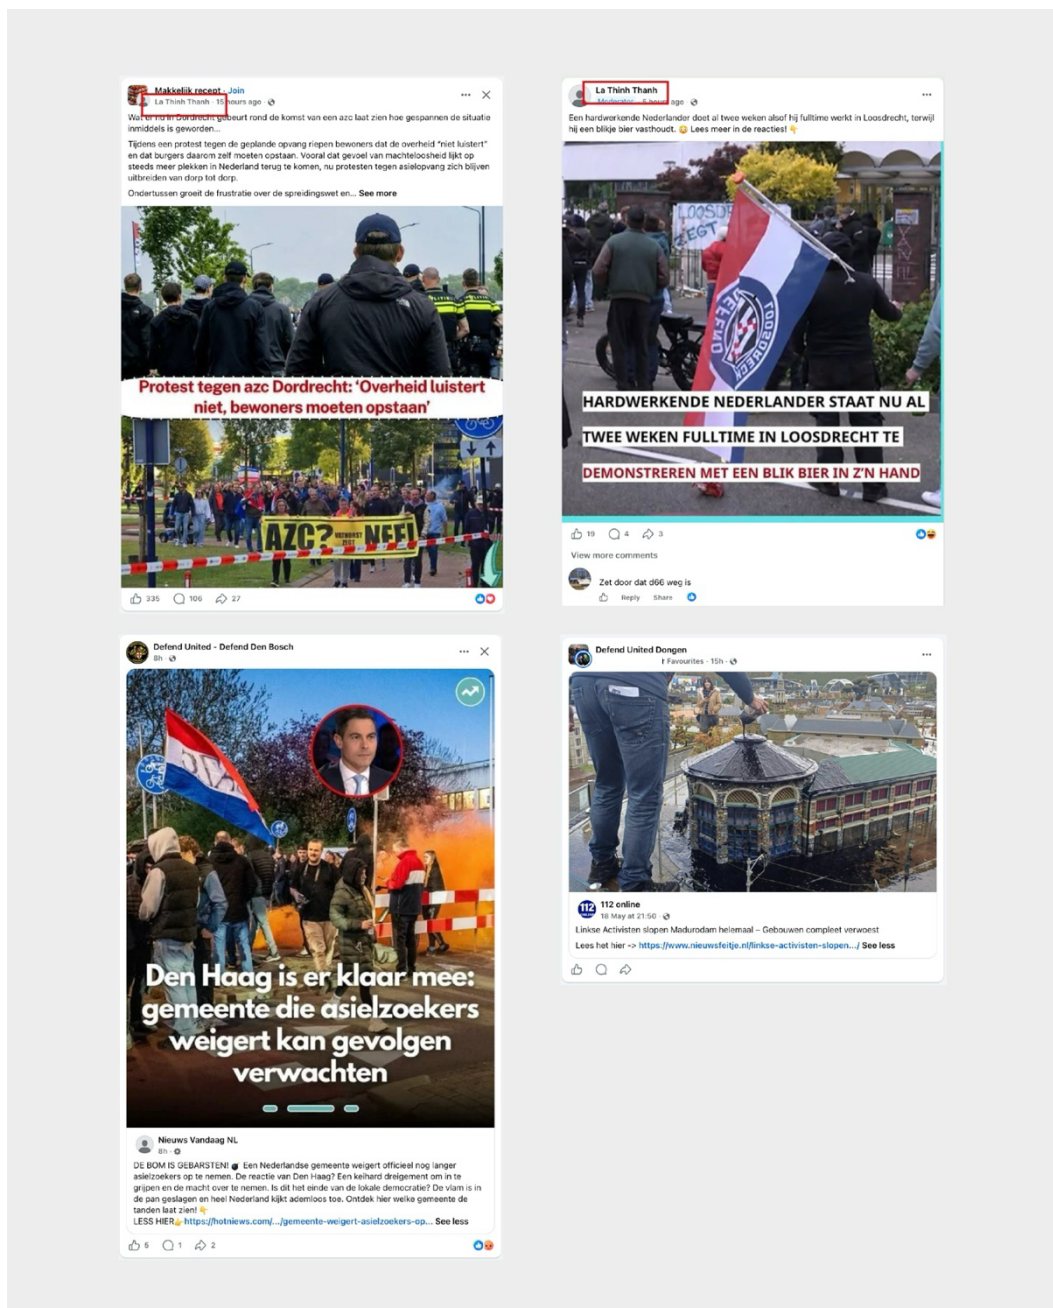 Makkelijk recept · Join
La Thinh Thanh · 15 hours ago ·
Wat er nu in Dordrecht gebeurt rond de komst van een azc laat zien hoe gespannen de situatie
inmiddels is geworden...
Tijdens een protest tegen de geplande opvang riepen bewoners dat de overheid "niet luistert"
en dat burgers daarom zelf moeten opstaan. Vooral dat gevoel van machteloosheid lijkt op
steeds meer plekken in Nederland terug te komen, nu protesten tegen asielopvang zich blijven
uitbreiden van dorp tot dorp.
Ondertussen groeit de frustratie over de spreidingswet en... See more
Protest tegen azc Dordrecht: 'Overheid luistert
niet, bewoners moeten opstaan'
AZC? NEE!
335 106 27
La Thinh Thanh
Moderator · 5 hours ago ·
Een hardwerkende Nederlander doet al twee weken alsof hij fulltime werkt in Loosdrecht, terwijl
hij een blikje bier vasthoudt. 😳 Lees meer in de reacties! 👇
LOOSD
ZEGT
DEFEND
LOOSDRECHT
HARDWERKENDE NEDERLANDER STAAT NU AL
TWEE WEKEN FULLTIME IN LOOSDRECHT TE
DEMONSTREREN MET EEN BLIK BIER IN Z'N HAND
19 4 3
View more comments
Zet door dat d66 weg is
Reply Share
Defend United - Defend Den Bosch
8h ·
Den Haag is er klaar mee:
gemeente die asielzoekers
weigert kan gevolgen
verwachten
Nieuws Vandaag NL
8h ·
DE BOM IS GEBARSTEN! 💣 Een Nederlandse gemeente weigert officieel nog langer
asielzoekers op te nemen. De reactie van Den Haag? Een keihard dreigement om in te
grijpen en de macht over te nemen. Is dit het einde van de lokale democratie? De vlam is in
de pan geslagen en heel Nederland kijkt ademloos toe. Ontdek hier welke gemeente de
tanden laat zien! 👇
LESS HIER👉https://hotniews.com/.../gemeente-weigert-asielzoekers-op... See less
6 1 2
Defend United Dongen
Favourites · 15h ·
112 online
18 May at 21:50 ·
Linkse Activisten slopen Madurodam helemaal – Gebouwen compleet verwoest
Lees het hier -> https://www.nieuwsfeitje.nl/linkse-activisten-slopen.../ See less